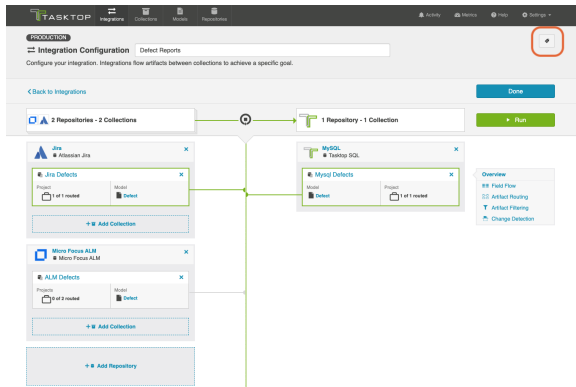 TASKTOP
Integrations
Collections
Models
Repositories
Activity
Metrics
Help
Settings
PRODUCTION
Integration Configuration
Defect Reports
Configure your integration. Integrations flow artifacts between collections to achieve a specific goal.
Back to Integrations
Done
2 Repositories - 2 Collections
1 Repository - 1 Collection
Run
Jira
Atlassian Jira
MySQL
Tasktop SQL
Jira Defects
Project
Model
1 of 1 routed
Defect
Mysql Defects
Model
Project
Defect
1 of 1 routed
Overview
Field Flow
Artifact Routing
Artifact Filtering
Change Detection
+ Add Collection
Micro Focus ALM
Micro Focus ALM
ALM Defects
Projects
Model
0 of 2 routed
Defect
+ Add Collection
+ Add Repository